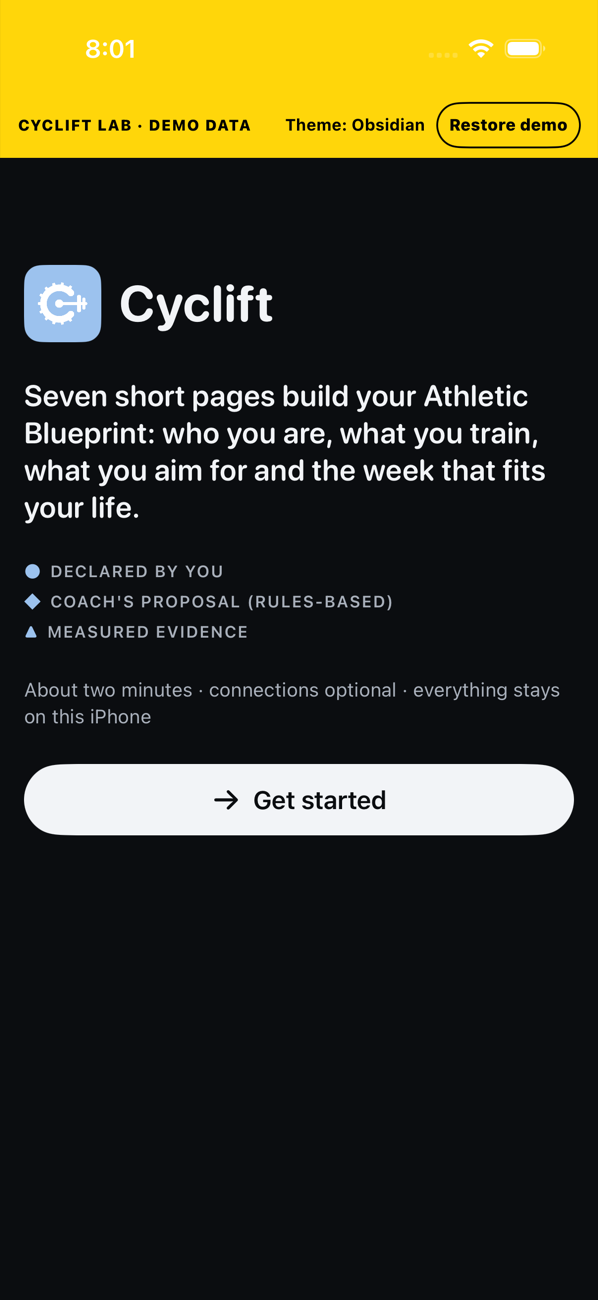 8:01
CYCLIFT LAB · DEMO DATA
Theme: Obsidian
Restore demo
Cyclift
Seven short pages build your Athletic
Blueprint: who you are, what you train,
what you aim for and the week that fits
your life.
DECLARED BY YOU
COACH'S PROPOSAL (RULES-BASED)
MEASURED EVIDENCE
About two minutes · connections optional · everything stays
on this iPhone
Get started